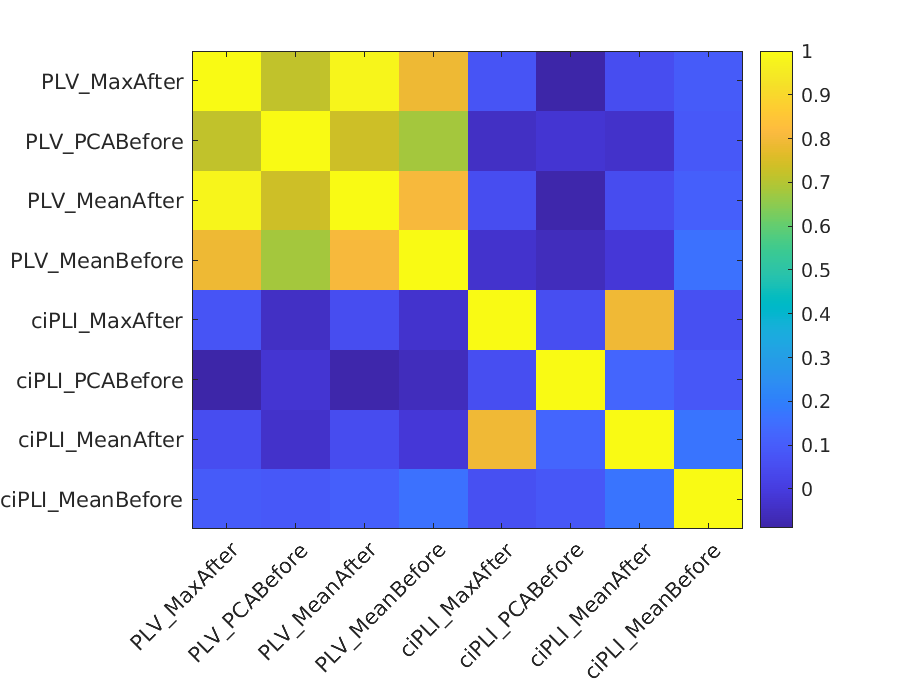 PLV_MaxAfter
PLV_PCABefore
PLV_MeanAfter
PLV_MeanBefore
ciPLI_MaxAfter
ciPLI_PCABefore
ciPLI_MeanAfter
ciPLI_MeanBefore
PLV_MaxAfter
PLV_PCABefore
PLV_MeanAfter
PLV_MeanBefore
ciPLI_MaxAfter
ciPLI_PCABefore
ciPLI_MeanAfter
ciPLI_MeanBefore
1
0.9
0.8
0.7
0.6
0.5
0.4
0.3
0.2
0.1
0